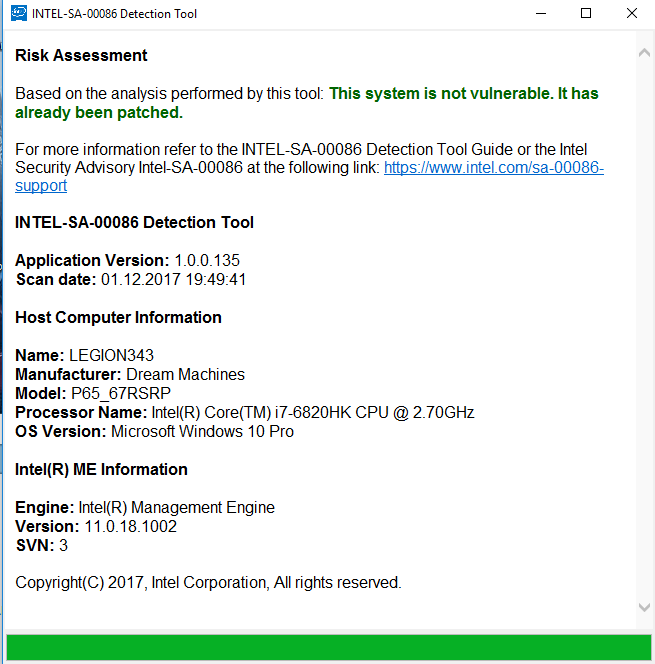 INTEL-SA-00086 Detection Tool
Risk Assessment
Based on the analysis performed by this tool: This system is not vulnerable. It has
already been patched.
For more information refer to the INTEL-SA-00086 Detection Tool Guide or the Intel
Security Advisory Intel-SA-00086 at the following link: https://www.intel.com/sa-00086-
support
INTEL-SA-00086 Detection Tool
Application Version: 1.0.0.135
Scan date: 01.12.2017 19:49:41
Host Computer Information
Name: LEGION343
Manufacturer: Dream Machines
Model: P65_67RSRP
Processor Name: Intel(R) Core(TM) i7-6820HK CPU @ 2.70GHz
OS Version: Microsoft Windows 10 Pro
Intel(R) ME Information
Engine: Intel(R) Management Engine
Version: 11.0.18.1002
SVN: 3
Copyright(C) 2017, Intel Corporation, All rights reserved.